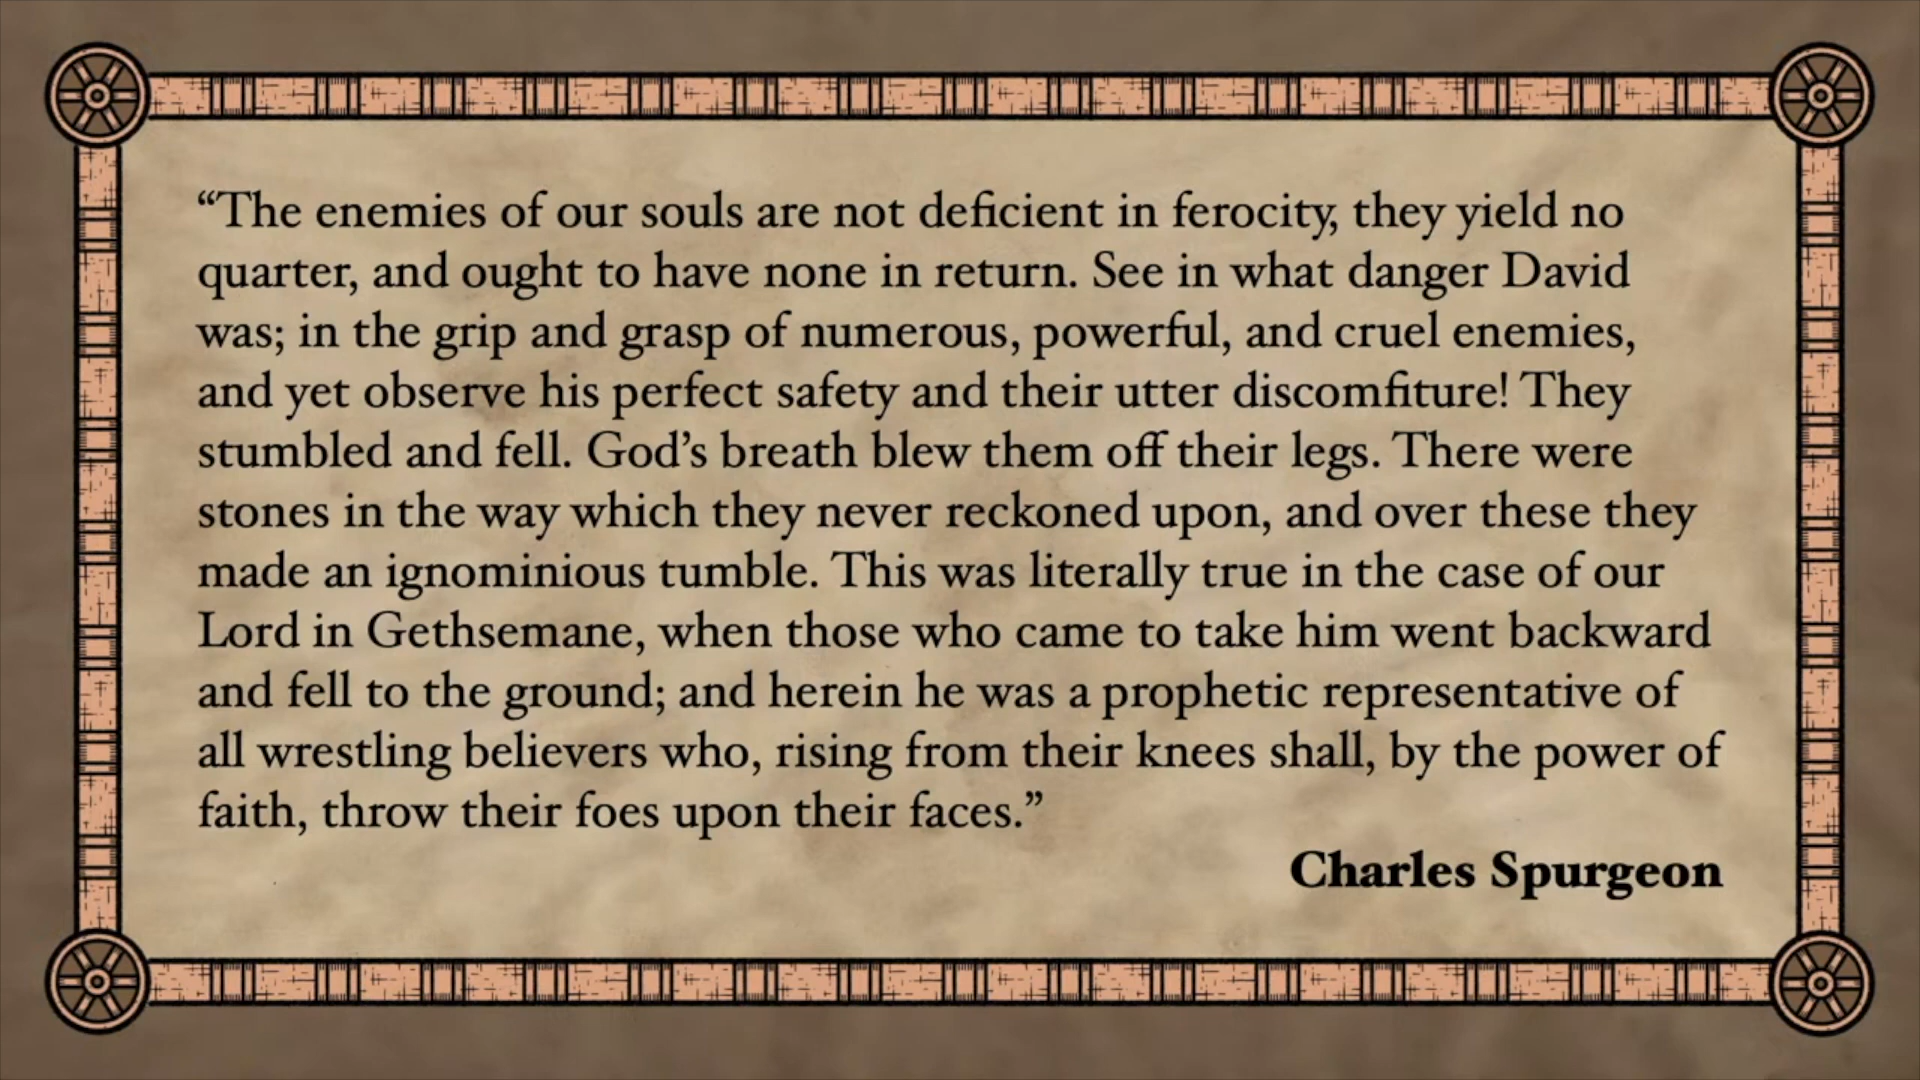 “The enemies of our souls are not deficient in ferocity, they yield no
quarter, and ought to have none in return. See in what danger David
was; in the grip and grasp of numerous, powerful, and cruel enemies,
and yet observe his perfect safety and their utter discomfiture! They
stumbled and fell. God’s breath blew them off their legs. There were
stones in the way which they never reckoned upon, and over these they
made an ignominious tumble. This was literally true in the case of our
Lord in Gethsemane, when those who came to take him went backward
and fell to the ground; and herein he was a prophetic representative of
all wrestling believers who, rising from their knees shall, by the power of
faith, throw their foes upon their faces.”
Charles Spurgeon